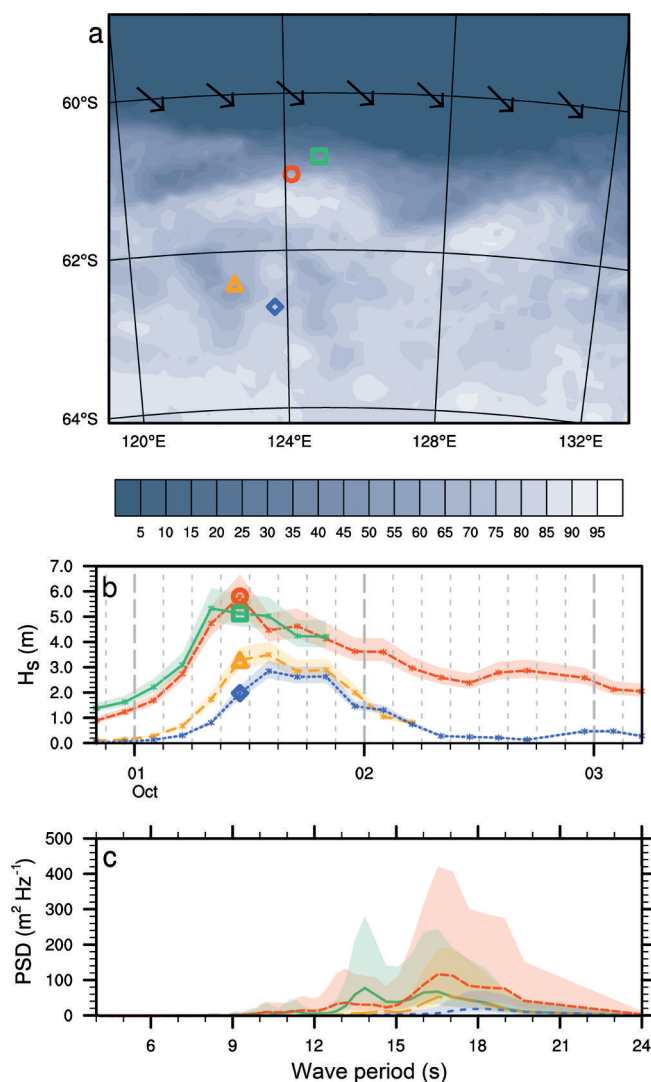 a
60°S
62°S
64°S
120°E 124°E 128°E 132°E
5 10 15 20 25 30 35 40 45 50 55 60 65 70 75 80 85 90 95
b
7.0
6.0
5.0
4.0
3.0
2.0
1.0
0.0
Hs (m)
01 02 03
Oct
c
500
400
300
200
100
0
PSD (m² Hz⁻¹)
6 9 12 15 18 21 24
Wave period (s)